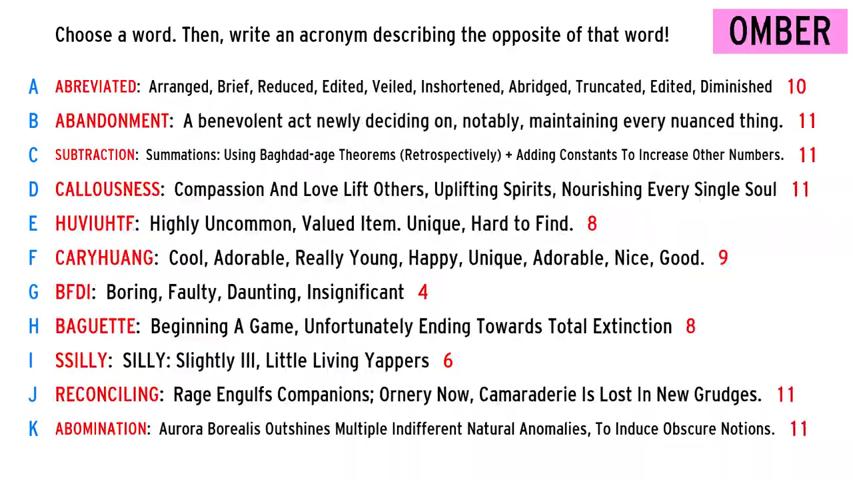 Choose a word. Then, write an acronym describing the opposite of that word!
OMBER
A ABREVIATED: Arranged, Brief, Reduced, Edited, Veiled, Inshortened, Abridged, Truncated, Edited, Diminished 10
B ABANDONMENT: A benevolent act newly deciding on, notably, maintaining every nuanced thing. 11
C SUBTRACTION: Summations: Using Baghdad-age Theorems (Retrospectively) + Adding Constants To Increase Other Numbers. 11
D CALLOUSNESS: Compassion And Love Lift Others, Uplifting Spirits, Nourishing Every Single Soul 11
E HUVIUHTF: Highly Uncommon, Valued Item. Unique, Hard to Find. 8
F CARYHUANG: Cool, Adorable, Really Young, Happy, Unique, Adorable, Nice, Good. 9
G BFDI: Boring, Faulty, Daunting, Insignificant 4
H BAGUETTE: Beginning A Game, Unfortunately Ending Towards Total Extinction 8
I SSILLY: SILLY: Slightly Ill, Little Living Yappers 6
J RECONCILING: Rage Engulfs Companions; Ornery Now, Camaraderie Is Lost In New Grudges. 11
K ABOMINATION: Aurora Borealis Outshines Multiple Indifferent Natural Anomalies, To Induce Obscure Notions. 11